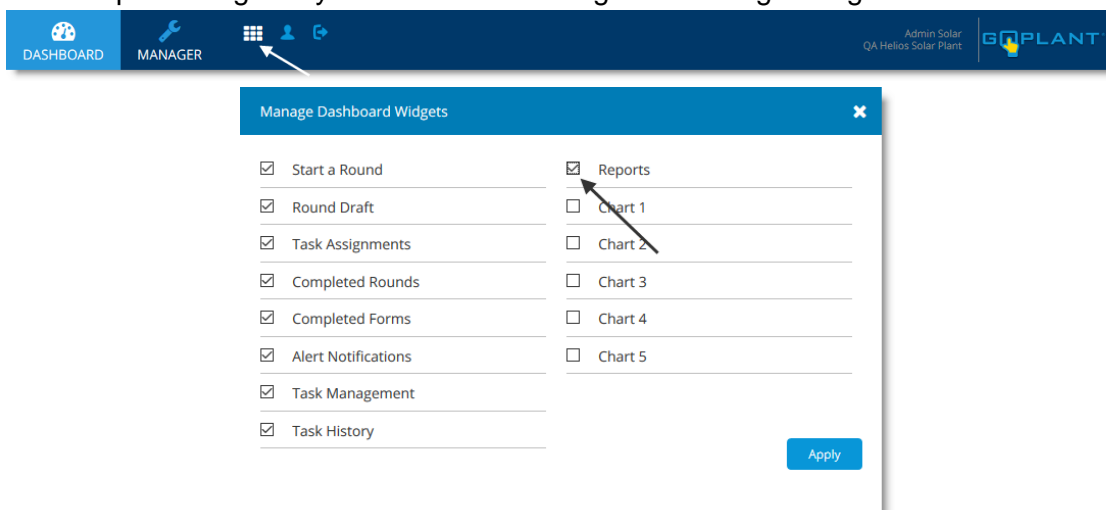 DASHBOARD
MANAGER
Admin Solar
QA Helios Solar Plant
GOPLANT
Manage Dashboard Widgets
Start a Round
Reports
Round Draft
Chart 1
Task Assignments
Chart 2
Completed Rounds
Chart 3
Completed Forms
Chart 4
Alert Notifications
Chart 5
Task Management
Task History
Apply